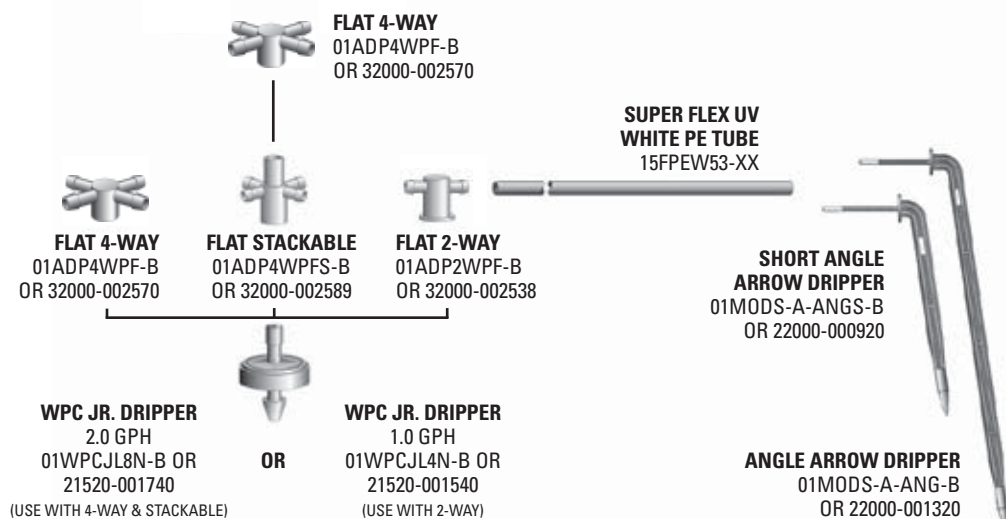 FLAT 4-WAY
01ADP4WPF-B
OR 32000-002570
SUPER FLEX UV
WHITE PE TUBE
15FPEW53-XX
FLAT 4-WAY
01ADP4WPF-B
OR 32000-002570
FLAT STACKABLE
01ADP4WPFS-B
OR 32000-002589
FLAT 2-WAY
01ADP2WPF-B
OR 32000-002538
SHORT ANGLE
ARROW DRIPPER
01MODS-A-ANGS-B
OR 22000-000920
WPC JR. DRIPPER
2.0 GPH
01WPCJL8N-B OR
21520-001740
(USE WITH 4-WAY & STACKABLE)
OR
WPC JR. DRIPPER
1.0 GPH
01WPCJL4N-B OR
21520-001540
(USE WITH 2-WAY)
ANGLE ARROW DRIPPER
01MODS-A-ANG-B
OR 22000-001320